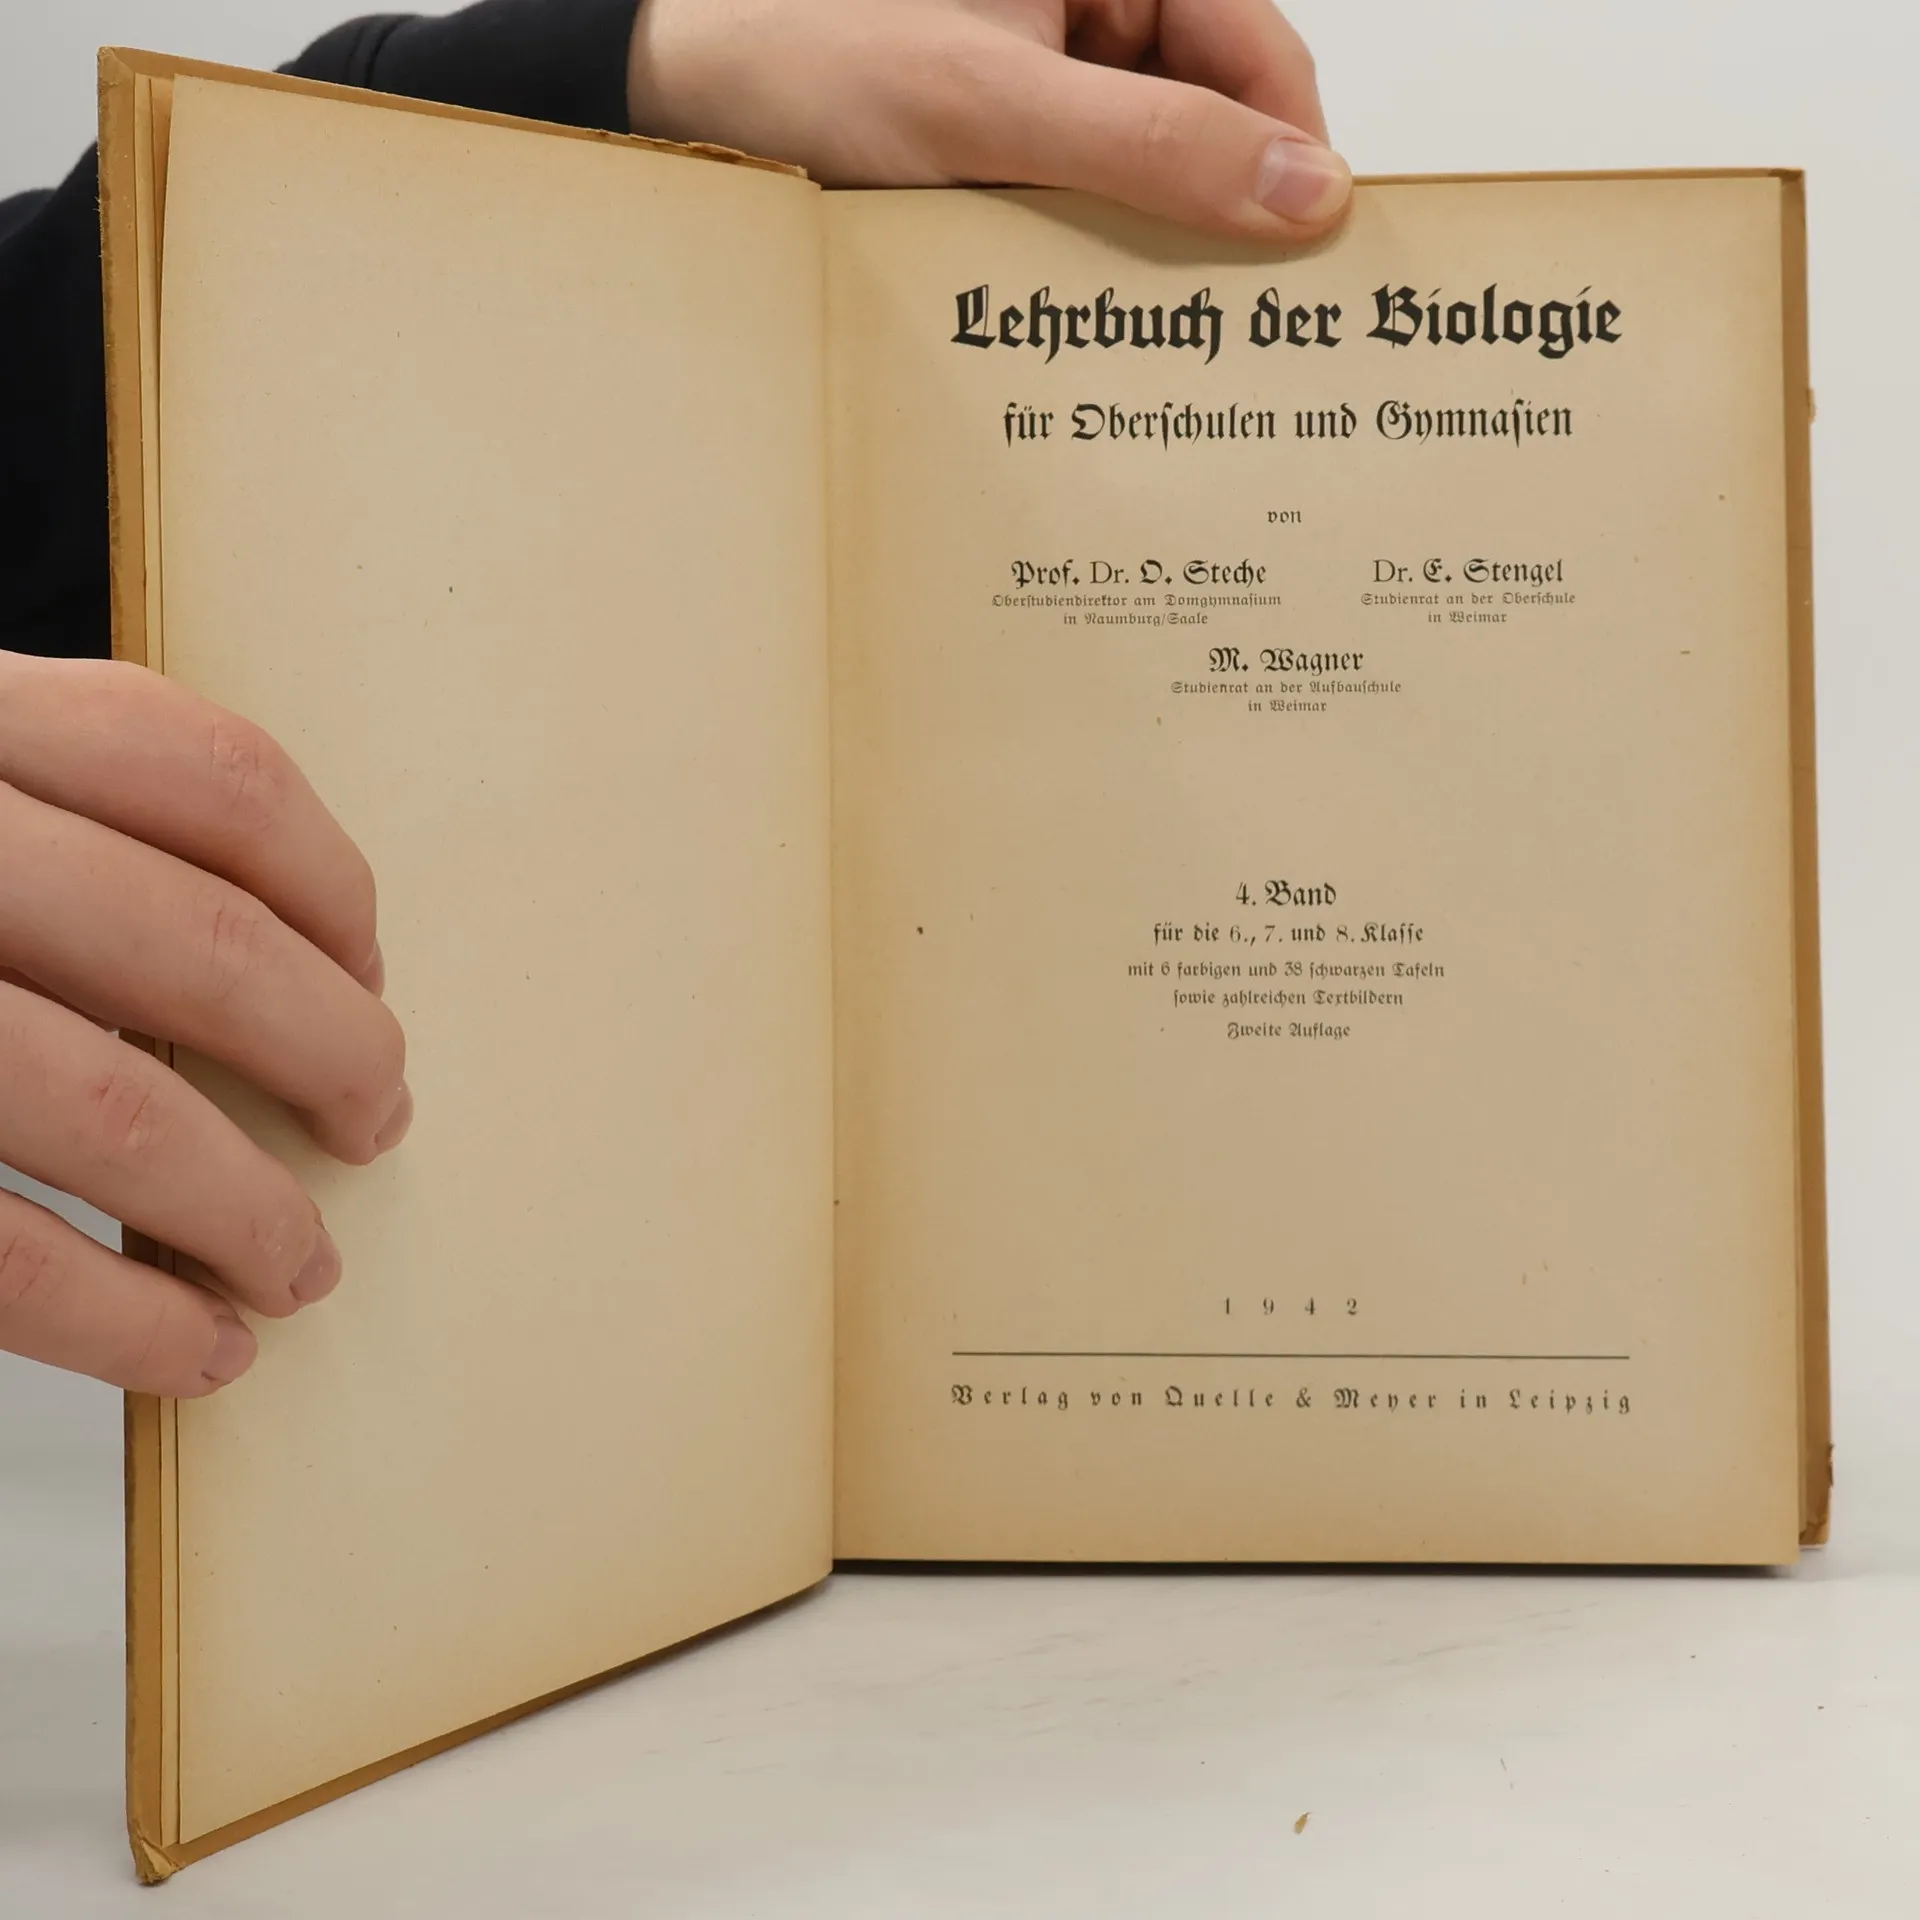 Lehrbuch der Biologie
für Oberschulen und Gymnasien
von
Prof. Dr. O. Steche
Oberstudiendirektor am Domgymnasium
in Naumburg/Saale
Dr. E. Stengel
Studienrat an der Oberschule
in Weimar
M. Wagner
Studienrat an der Aufbauschule
in Weimar
4. Band
für die 6., 7. und 8. Klasse
mit 6 farbigen und 38 schwarzen Tafeln
sowie zahlreichen Textbildern
Zweite Auflage
1942
Verlag von Quelle & Meyer in Leipzig